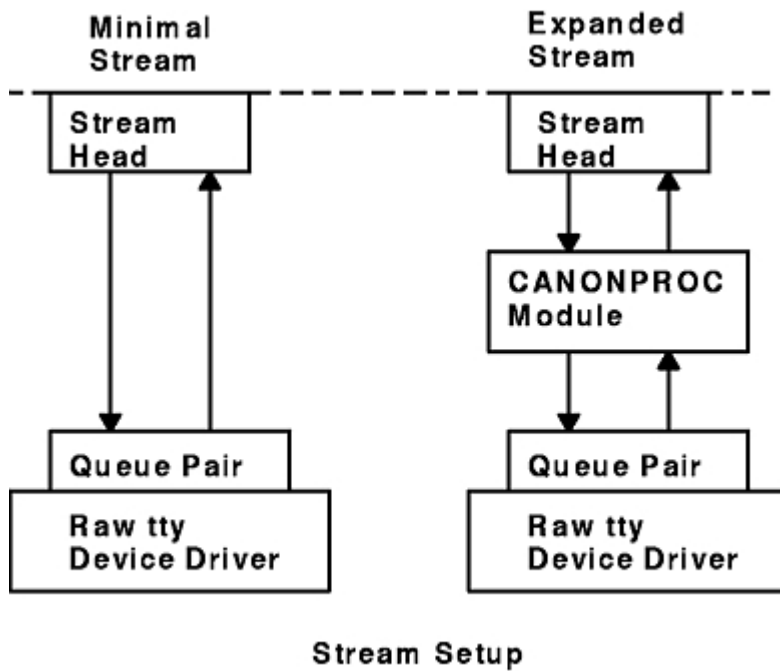 Minimal
Stream
Expanded
Stream
Stream
Head
Stream
Head
CANONPROC
Module
Queue Pair
Queue Pair
Raw tty
Device Driver
Raw tty
Device Driver
Stream Setup